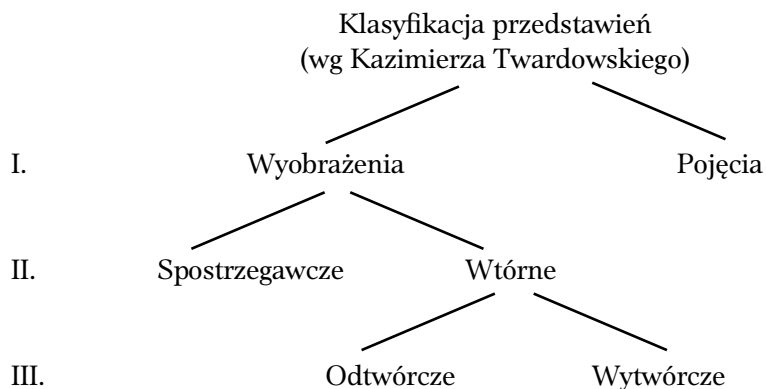 Klasyfikacja przedstawień
(wg Kazimierza Twardowskiego)
I. Wyobrażenia Pojęcia
II. Spostrzegawcze Wtórne
III. Odtwórcze Wytwórcze